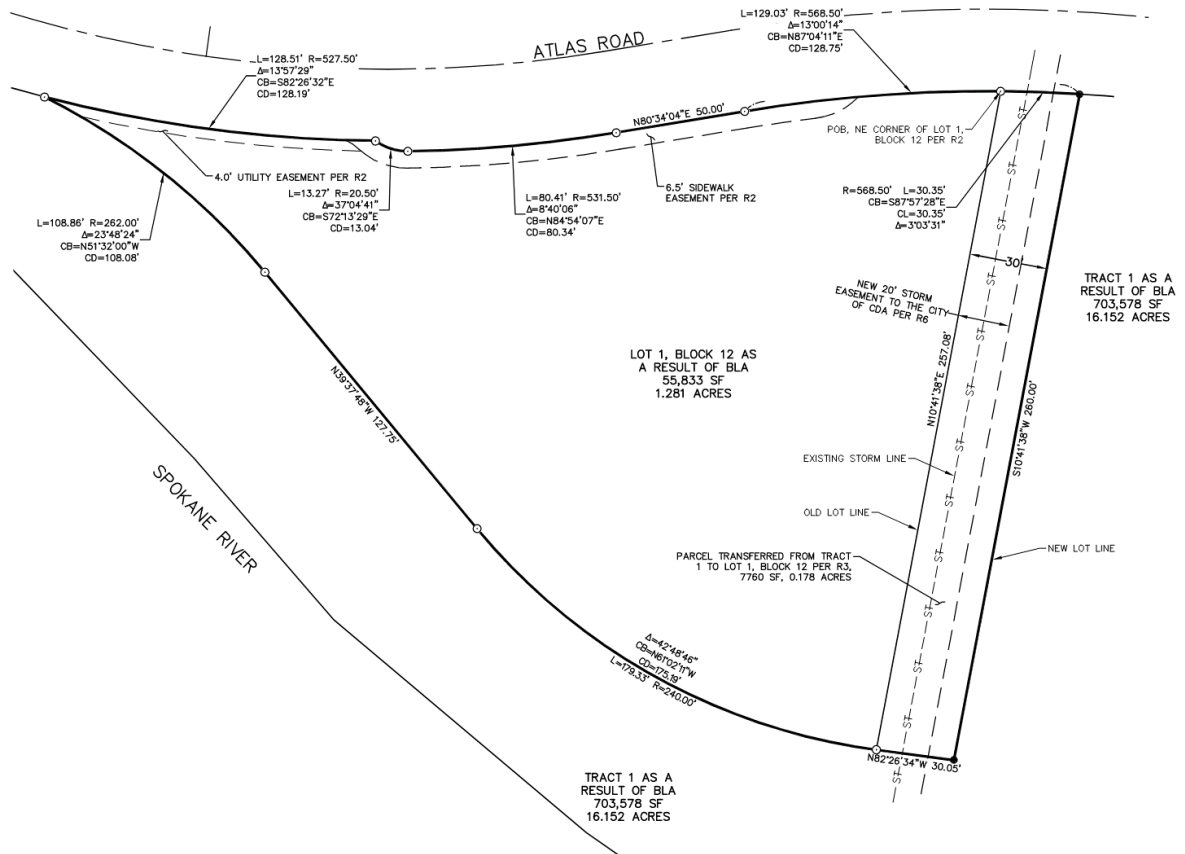 L=129.03' R=568.50'
Δ=13°00'14"
CB=N87°04'11"E
CD=128.75'
ATLAS ROAD
L=128.51' R=527.50'
Δ=13°57'29"
CB=S82°26'32"E
CD=128.19'
N80°34'04"E 50.00'
POB, NE CORNER OF LOT 1,
BLOCK 12 PER R2
4.0' UTILITY EASEMENT PER R2
L=13.27' R=20.50'
Δ=37°04'41"
CB=S72°13'29"E
CD=13.04'
L=80.41' R=531.50'
Δ=8°40'06"
CB=N84°54'07"E
CD=80.34'
6.5' SIDEWALK
EASEMENT PER R2
R=568.50' L=30.35'
CB=S87°57'28"E
CL=30.35'
Δ=3°03'31"
L=108.86' R=262.00'
Δ=23°48'24"
CB=N51°32'00"W
CD=108.08'
30'
NEW 20' STORM
EASEMENT TO THE CITY
OF CDA PER R6
TRACT 1 AS A
RESULT OF BLA
703,578 SF
16.152 ACRES
LOT 1, BLOCK 12 AS
A RESULT OF BLA
55,833 SF
1.281 ACRES
N39°37'48"W 127.75'
N10°41'38"E 257.08'
S10°41'38"W 260.00'
EXISTING STORM LINE
SPOKANE RIVER
OLD LOT LINE
NEW LOT LINE
PARCEL TRANSFERRED FROM TRACT
1 TO LOT 1, BLOCK 12 PER R3,
7760 SF, 0.178 ACRES
Δ=42°48'46"
CB=N61°02'11"W
CD=175.19'
L=179.33' R=240.00'
N82°26'34"W 30.05'
TRACT 1 AS A
RESULT OF BLA
703,578 SF
16.152 ACRES
ST
ST
ST
ST
ST
ST
ST
ST
ST
ST
ST